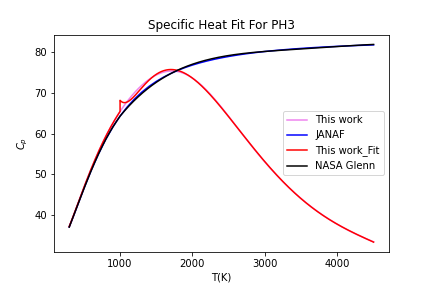 Specific Heat Fit For PH3
80
70
60
50
40
C_p
This work
JANAF
This work_Fit
NASA Glenn
1000
2000
3000
4000
T(K)